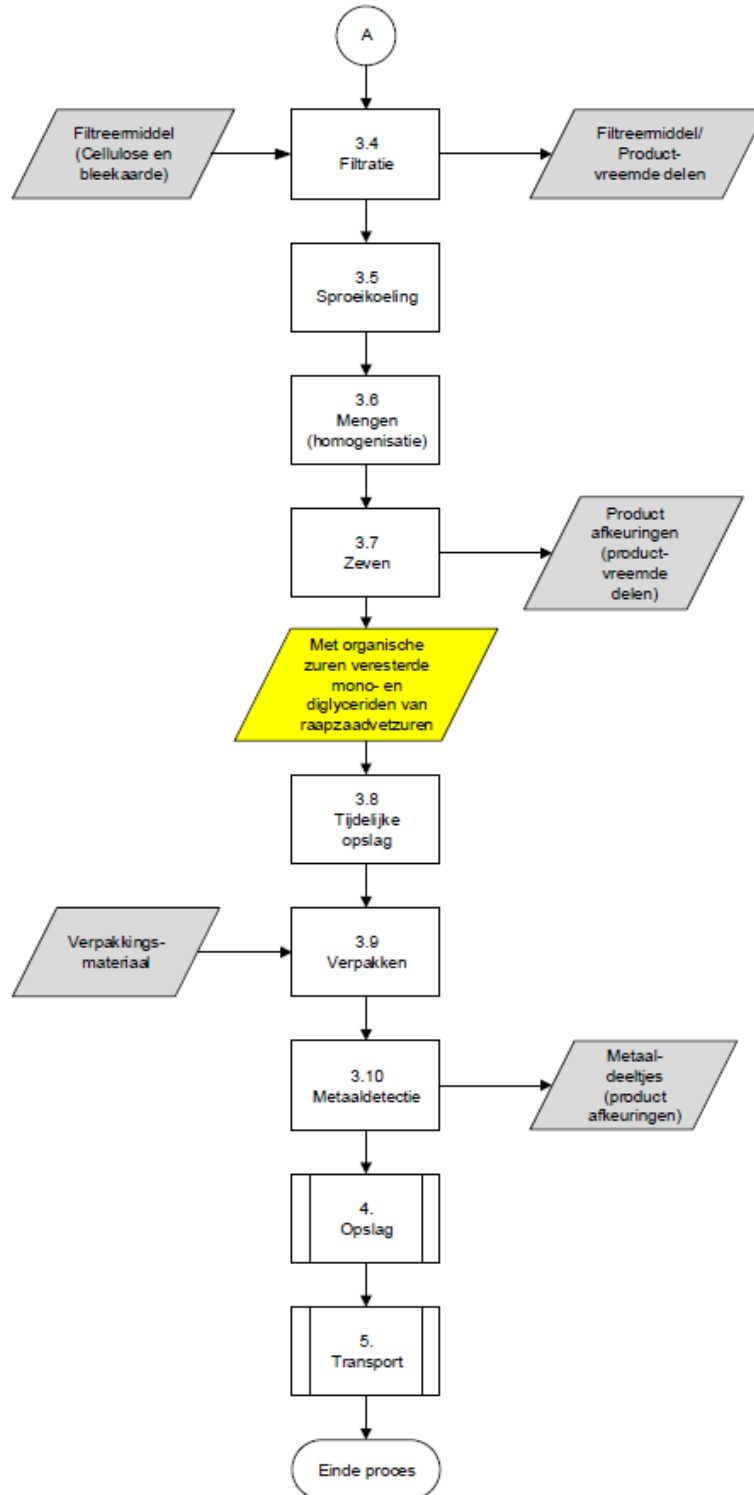 A
Filtreermiddel
(Cellulose en
bleekaarde)
3.4
Filtratie
Filtreermiddel/
Product-
vreemde delen
3.5
Sproeikoeling
3.6
Mengen
(homogenisatie)
3.7
Zeven
Product
afkeuringen
(product-
vreemde
delen)
Met organische
zuren veresterde
mono- en
diglyceriden van
raapzaadvetzuren
3.8
Tijdelijke
opslag
Verpakkings-
materiaal
3.9
Verpakken
3.10
Metaaldetectie
Metaal-
deeltjes
(product
afkeuringen)
4.
Opslag
5.
Transport
Einde proces